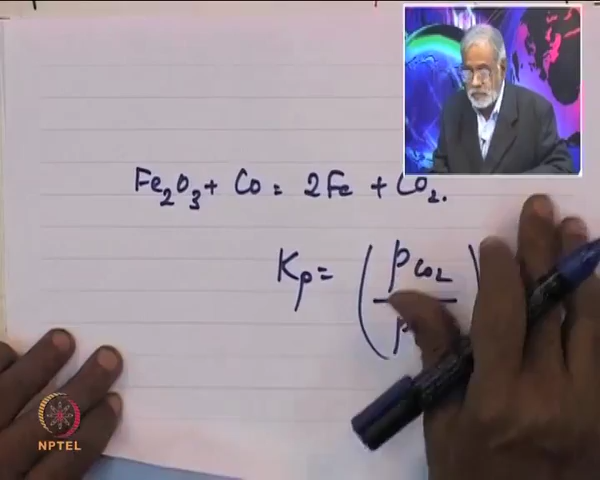 Fe₂O₃ + Co = 2Fe + CO₂.
Kp = ( pco₂ / p
NPTEL